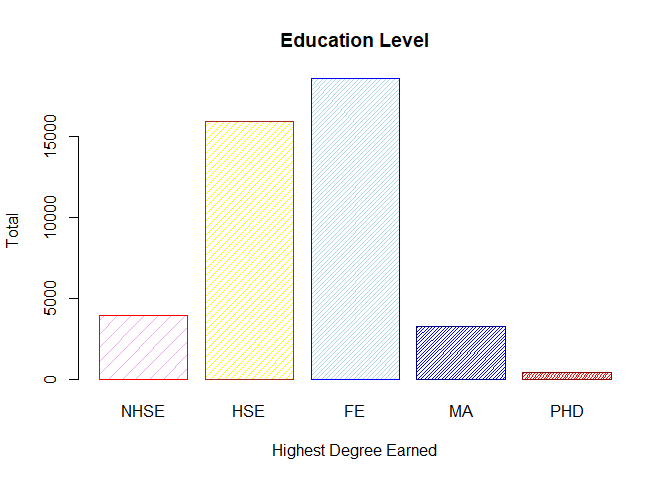 Education Level
Total
15000
10000
5000
0
NHSE HSE FE MA PHD
Highest Degree Earned